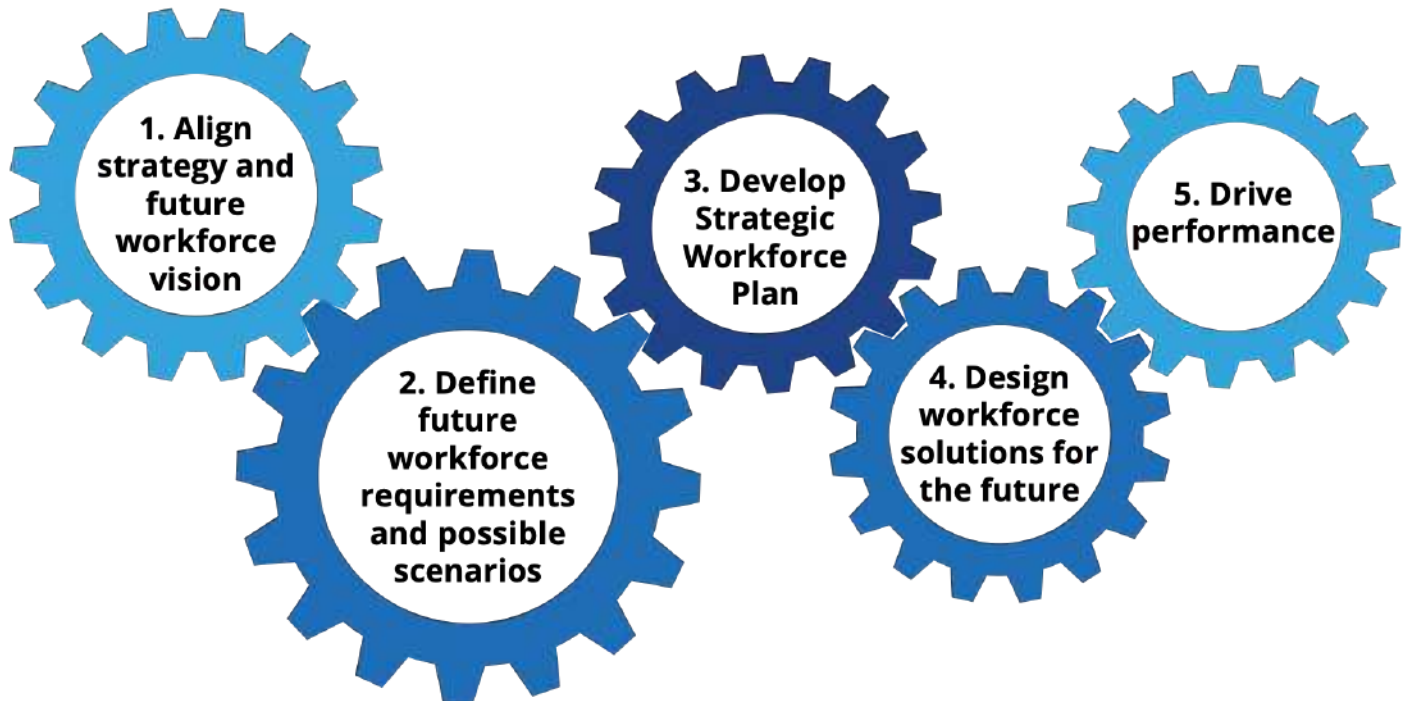 1. Align
strategy and
future
workforce
vision
2. Define
future
workforce
requirements
and possible
scenarios
3. Develop
Strategic
Workforce
Plan
4. Design
workforce
solutions for
the future
5. Drive
performance